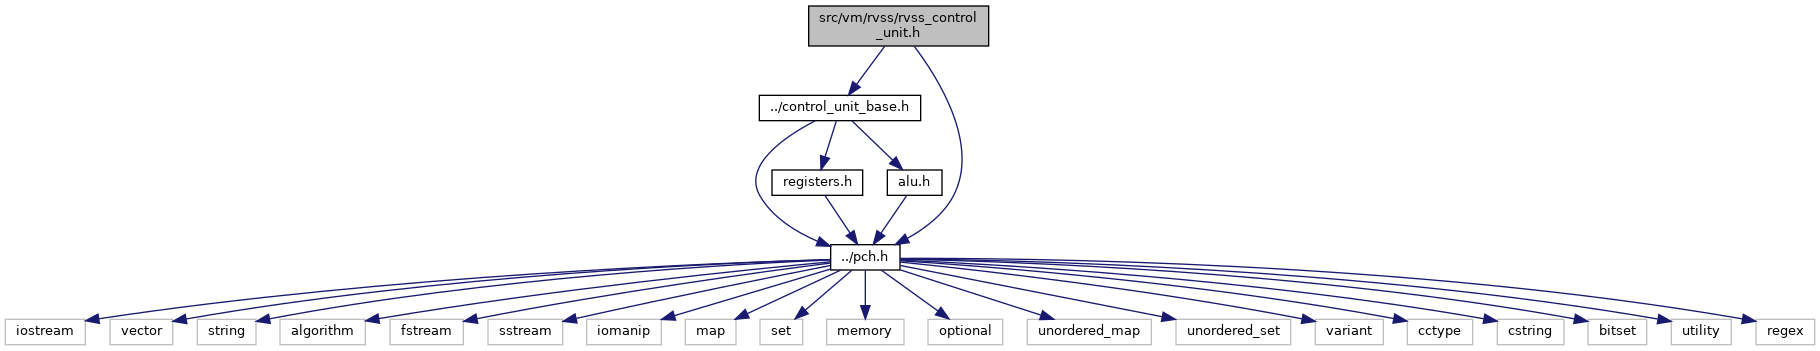 src/vm/rvss/rvss_control
_unit.h
../control_unit_base.h
registers.h
alu.h
../pch.h
iostream
vector
string
algorithm
fstream
sstream
iomanip
map
set
memory
optional
unordered_map
unordered_set
variant
cctype
cstring
bitset
utility
regex